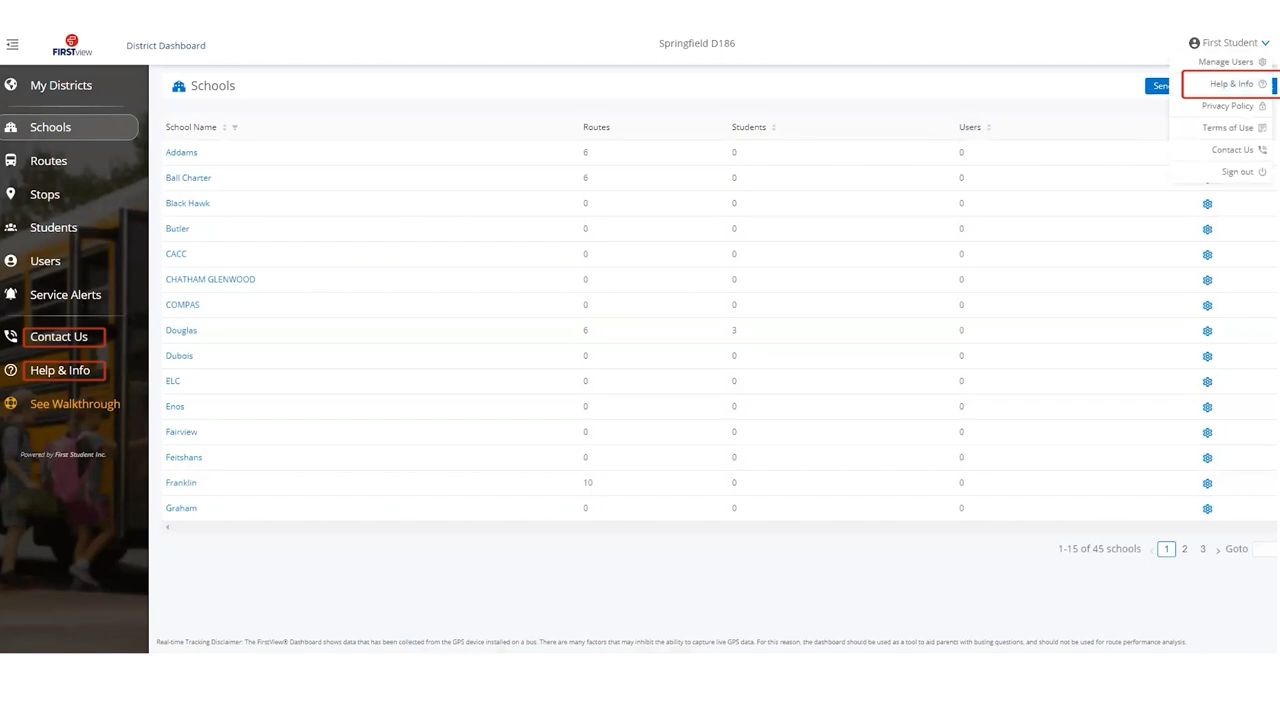 FIRSTview
District Dashboard
Springfield D186
First Student
Manage Users
Help & Info
Privacy Policy
Terms of Use
Contact Us
Sign out
My Districts
Schools
Routes
Stops
Students
Users
Service Alerts
Contact Us
Help & Info
See Walkthrough
Powered by First Student Inc.
Schools
School Name Routes Students Users
Addams 6 0 0
Ball Charter 6 0 0
Black Hawk 0 0 0
Butler 0 0 0
CACC 0 0 0
CHATHAM GLENWOOD 0 0 0
COMPAS 0 0 0
Douglas 6 3 0
Dubois 0 0 0
ELC 0 0 0
Enos 0 0 0
Fairview 0 0 0
Feitshans 0 0 0
Franklin 10 0 0
Graham 0 0 0
1-15 of 45 schools 1 2 3 Goto
Real-time Tracking Disclaimer: The FirstView® Dashboard shows data that has been collected from the GPS device installed on a bus. There are many factors that may inhibit the ability to capture live GPS data. For this reason, the dashboard should be used as a tool to aid parents with busing questions, and should not be used for route performance analysis.